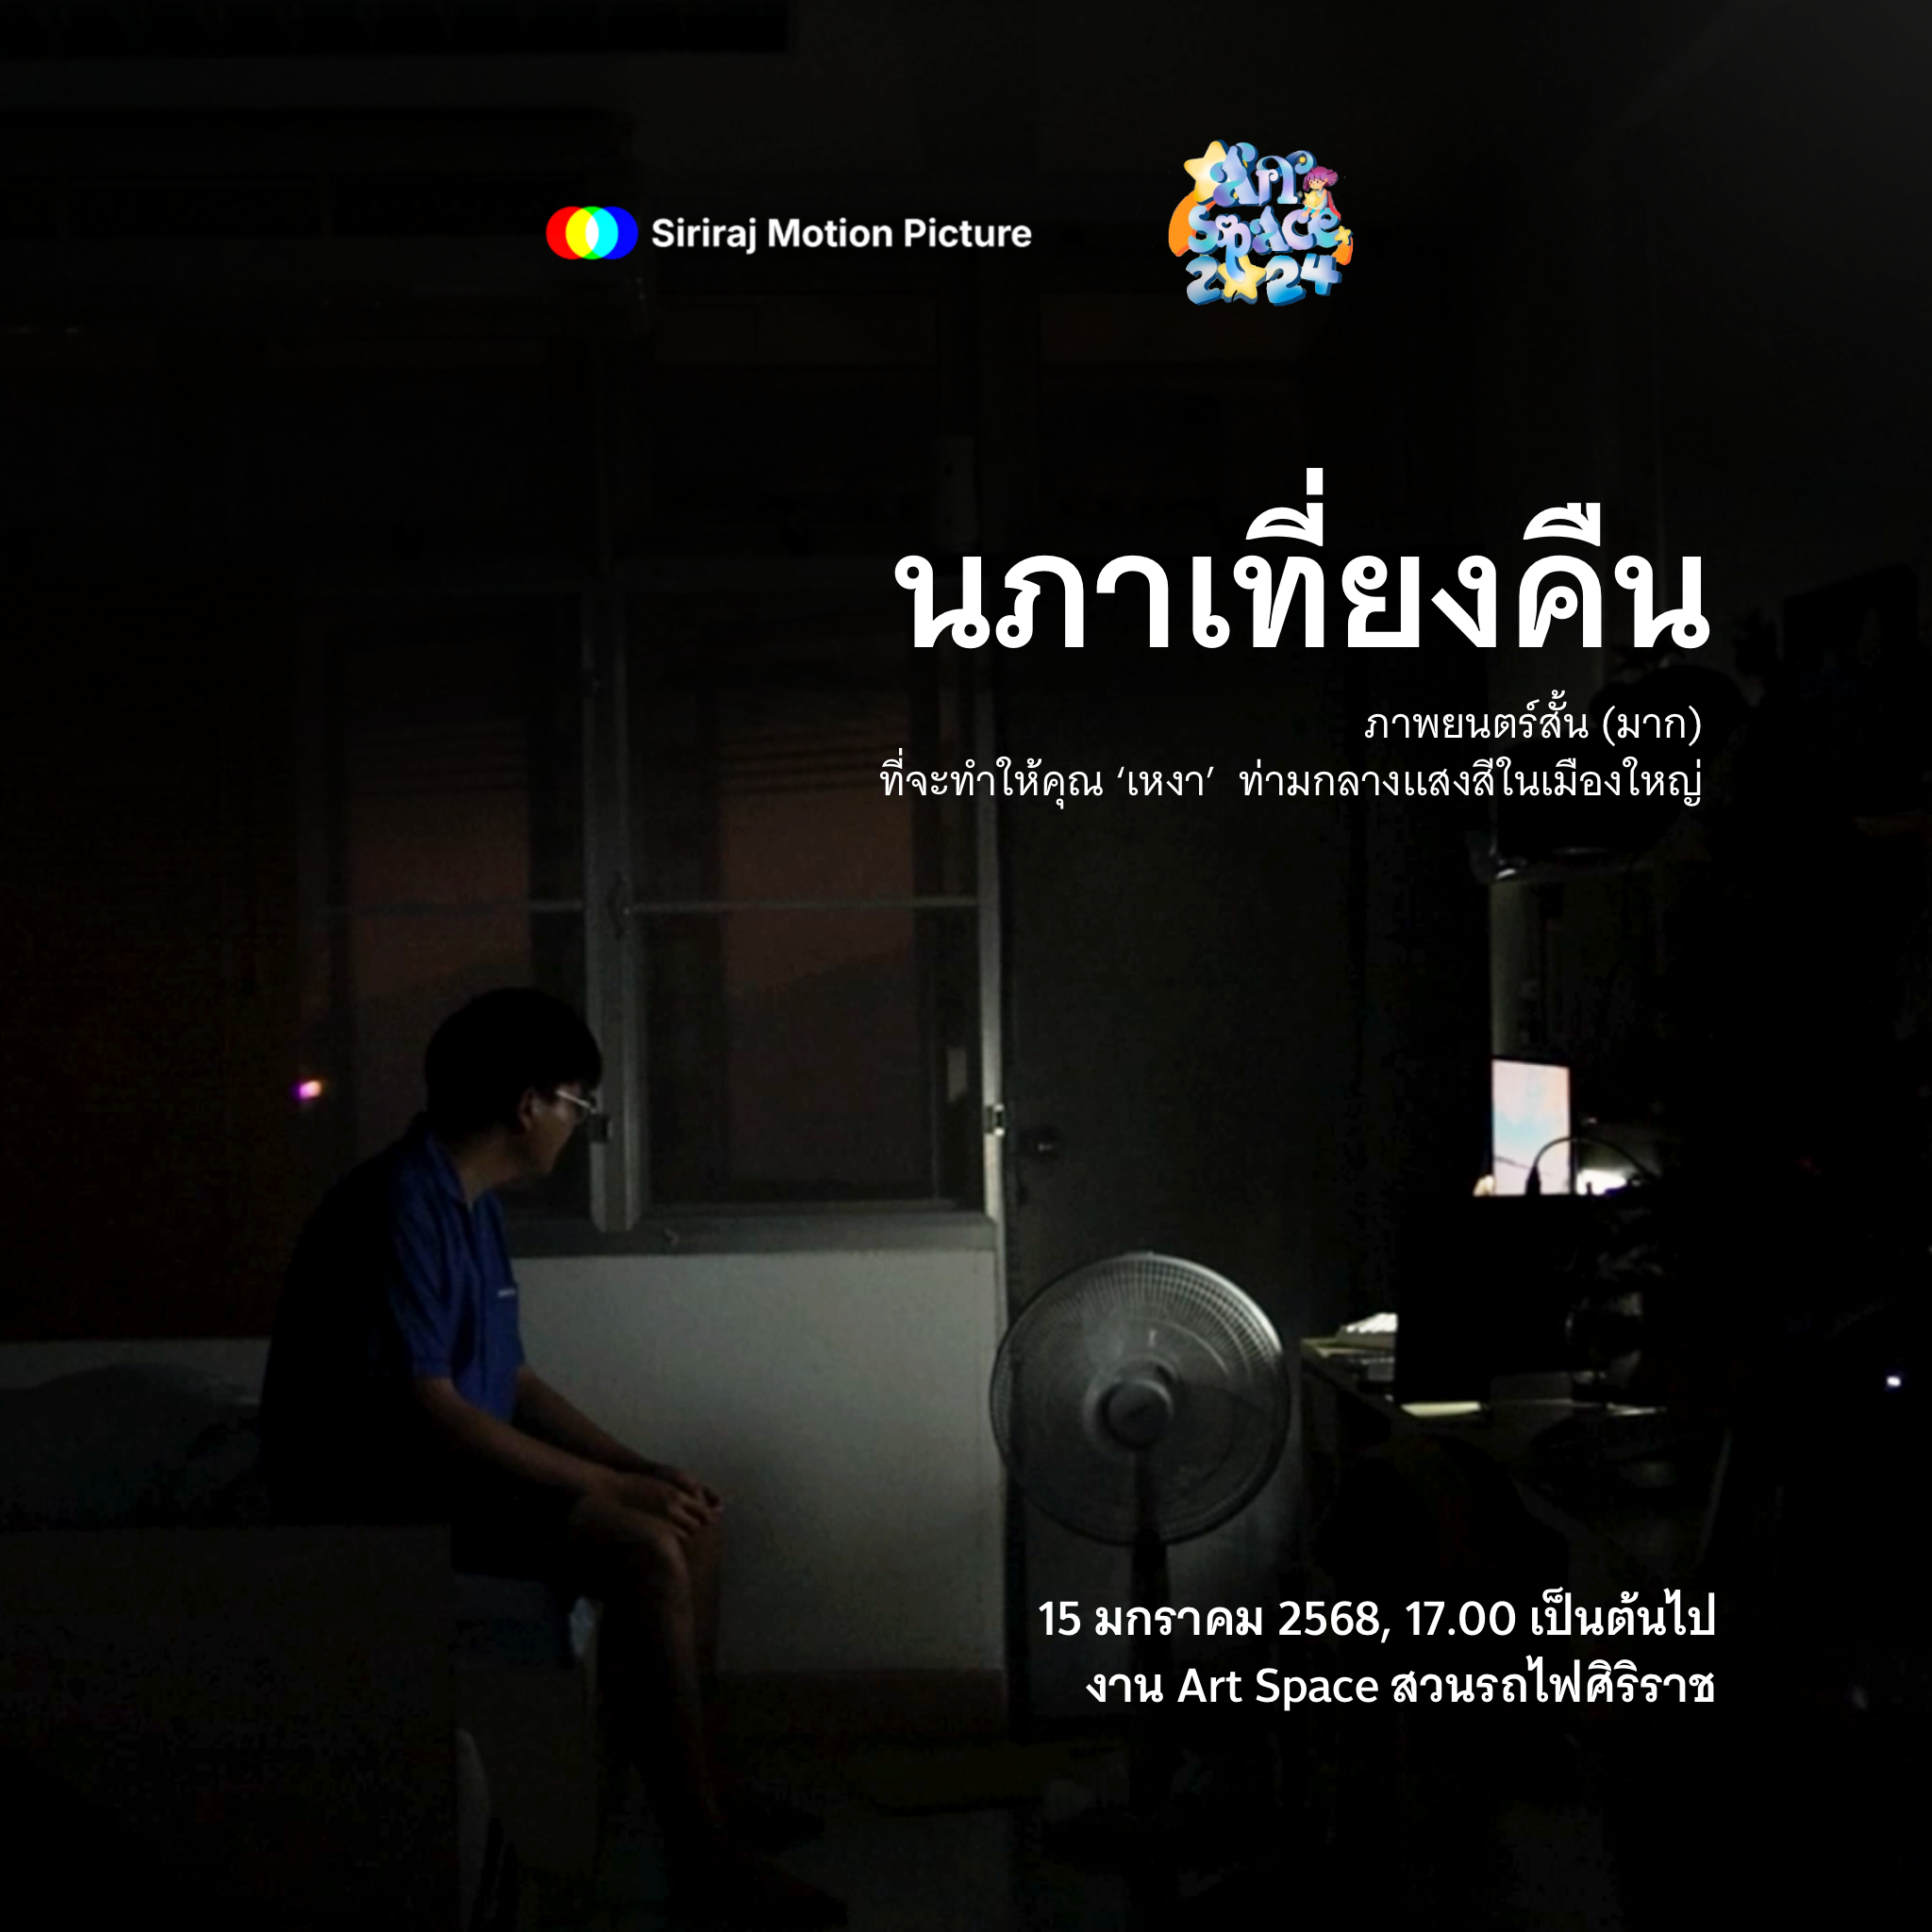 Siriraj Motion Picture
Art
Space
2024
นภาเที่ยงคืน
ภาพยนตร์สั้น (มาก)
ที่จะทำให้คุณ ‘เหงา’ ท่ามกลางแสงสีในเมืองใหญ่
15 มกราคม 2568, 17.00 เป็นต้นไป
งาน Art Space สวนรถไฟศิริราช